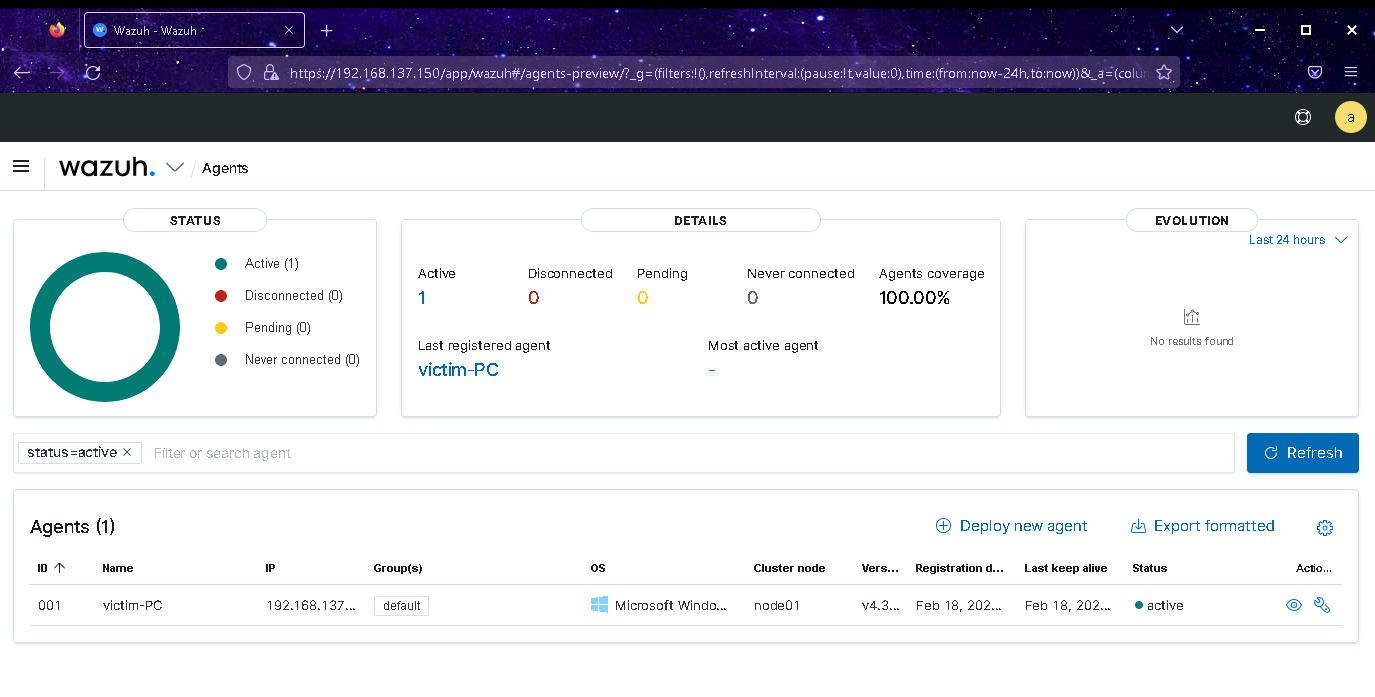 Wazuh - Wazuh
https://192.168.137.150/app/wazuh#/agents-preview/?_g=(filters:!(),refreshInterval:(pause:!t,value:0),time:(from:now-24h,to:now))&_a=(colu
a
wazuh. / Agents
STATUS
Active (1)
Disconnected (0)
Pending (0)
Never connected (0)
DETAILS
Active Disconnected Pending Never connected Agents coverage
1 0 0 0 100.00%
Last registered agent Most active agent
victim-PC -
EVOLUTION
Last 24 hours
No results found
status=active Filter or search agent Refresh
Agents (1) Deploy new agent Export formatted
ID Name IP Group(s) OS Cluster node Vers... Registration d... Last keep alive Status Actio...
001 victim-PC 192.168.137... default Microsoft Windo... node01 v4.3... Feb 18, 202... Feb 18, 202... active